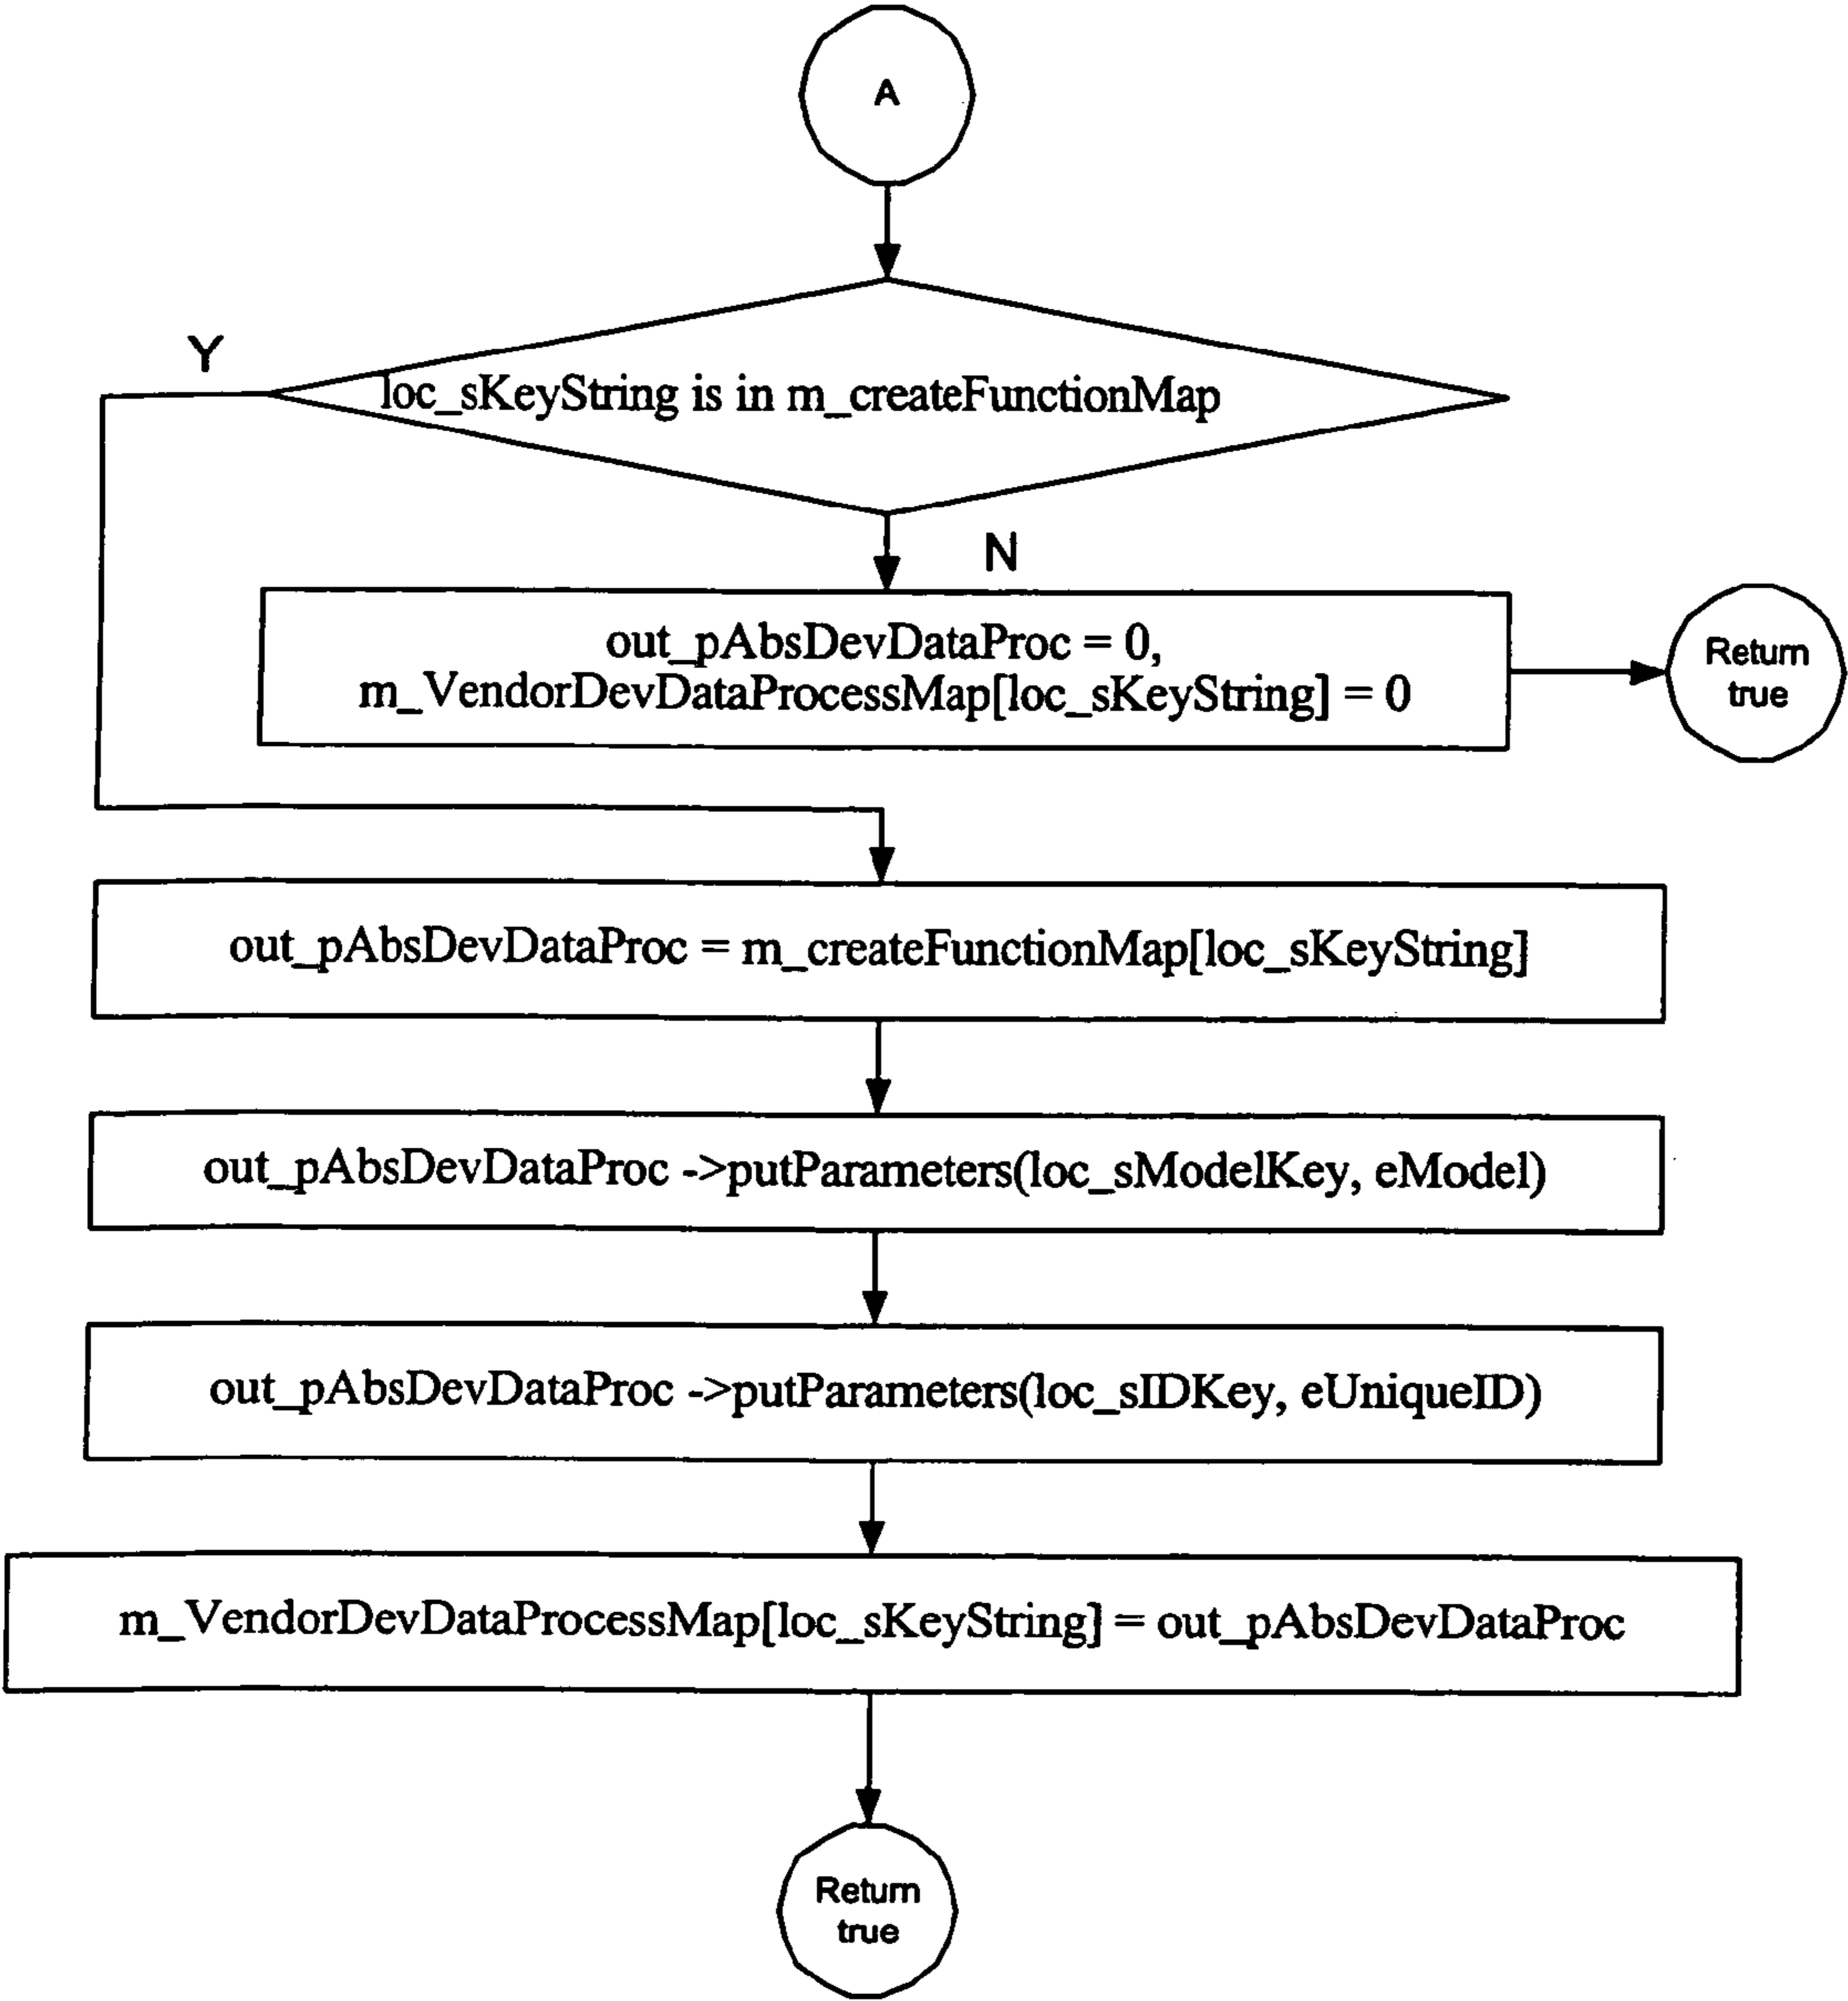 A
Y
loc_sKeyString is in m_createFunctionMap
N
out_pAbsDevDataProc = 0,
m_VendorDevDataProcessMap[loc_sKeyString] = 0
Return
true
out_pAbsDevDataProc = m_createFunctionMap[loc_sKeyString]
out_pAbsDevDataProc ->putParameters(loc_sModelKey, eModel)
out_pAbsDevDataProc ->putParameters(loc_sIDKey, eUniqueID)
m_VendorDevDataProcessMap[loc_sKeyString] = out_pAbsDevDataProc
Return
true